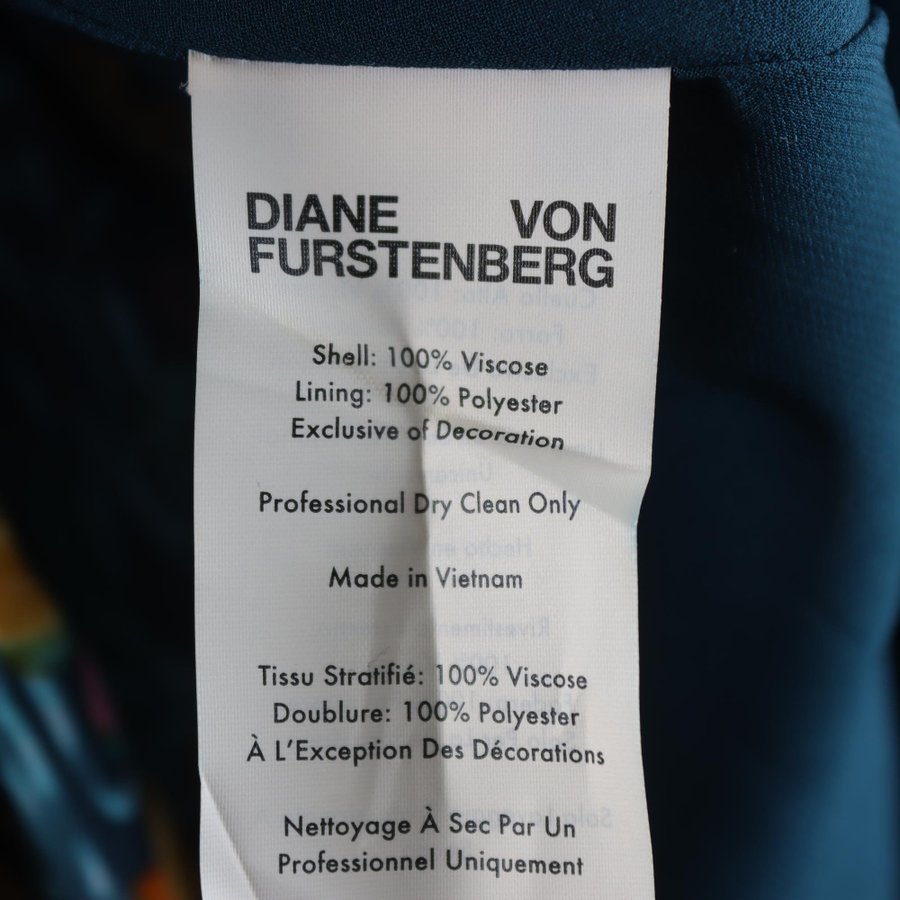 DIANE VON
FURSTENBERG
Shell: 100% Viscose
Lining: 100% Polyester
Exclusive of Decoration
Professional Dry Clean Only
Made in Vietnam
Tissu Stratifié: 100% Viscose
Doublure: 100% Polyester
À L'Exception Des Décorations
Nettoyage À Sec Par Un
Professionnel Uniquement